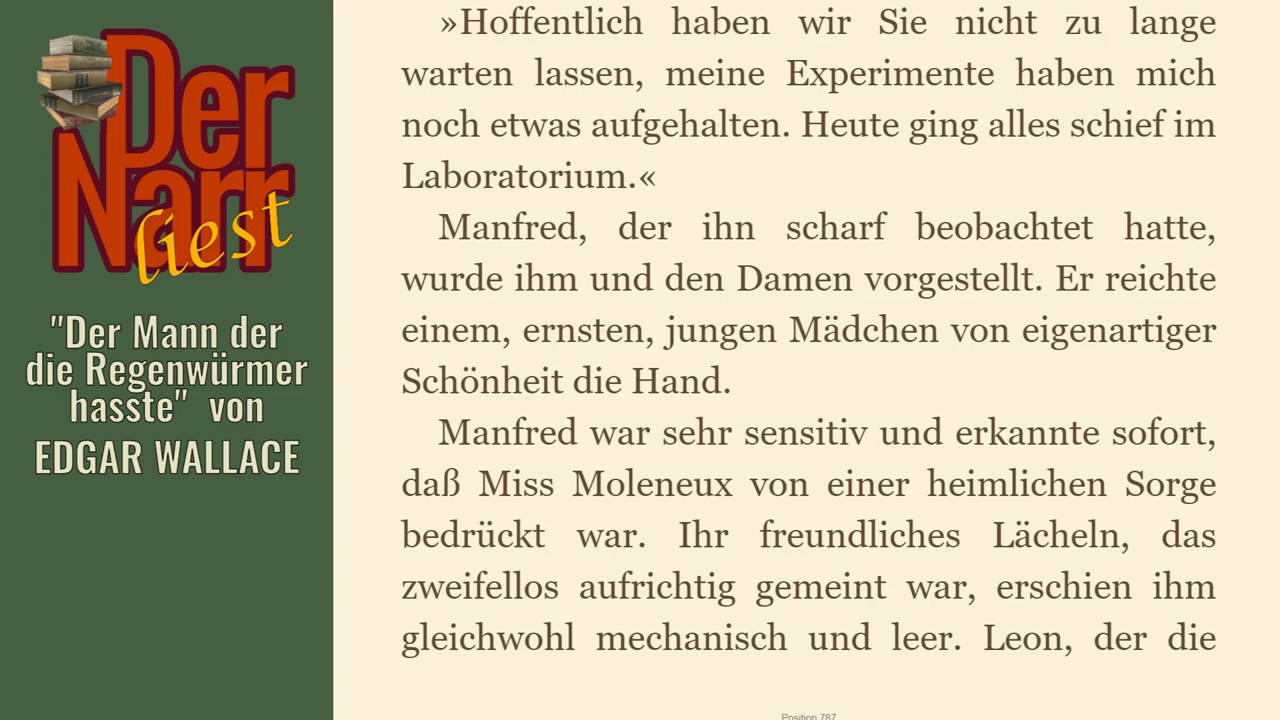 Der
Narr
liest
"Der Mann der
die Regenwürmer
hasste" von
EDGAR WALLACE
»Hoffentlich haben wir Sie nicht zu lange
warten lassen, meine Experimente haben mich
noch etwas aufgehalten. Heute ging alles schief im
Laboratorium.«
Manfred, der ihn scharf beobachtet hatte,
wurde ihm und den Damen vorgestellt. Er reichte
einem, ernsten, jungen Mädchen von eigenartiger
Schönheit die Hand.
Manfred war sehr sensitiv und erkannte sofort,
daß Miss Moleneux von einer heimlichen Sorge
bedrückt war. Ihr freundliches Lächeln, das
zweifellos aufrichtig gemeint war, erschien ihm
gleichwohl mechanisch und leer. Leon, der die
Position 787